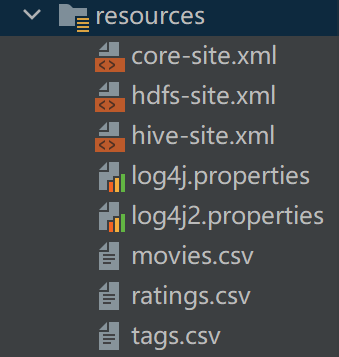 resources
core-site.xml
hdfs-site.xml
hive-site.xml
log4j.properties
log4j2.properties
movies.csv
ratings.csv
tags.csv